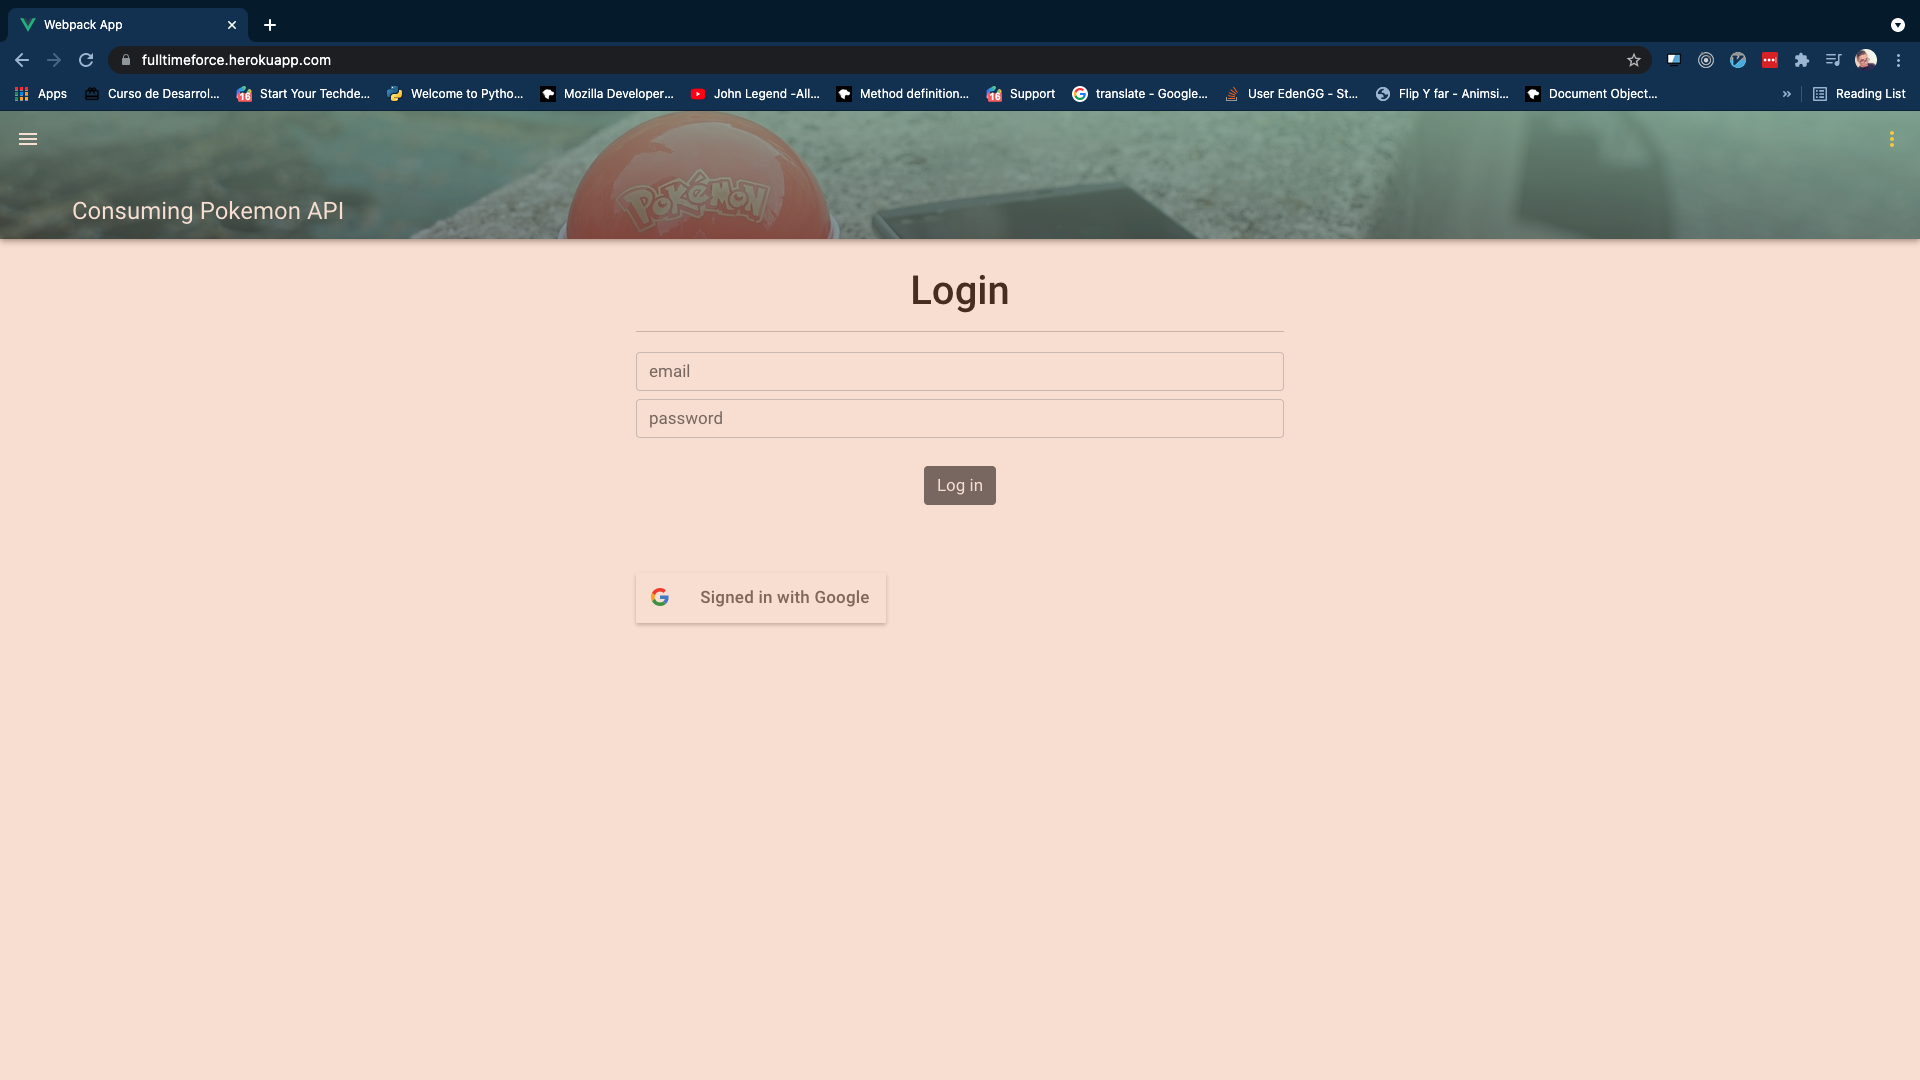 Webpack App
fulltimeforce.herokuapp.com
Apps
Curso de Desarrol...
16
Start Your Techde...
Welcome to Pytho...
Mozilla Developer...
John Legend -All...
Method definition...
16
Support
translate - Google...
User EdenGG - St...
Flip Y far - Animsi...
Document Object...
»
Reading List
POKéMON
Consuming Pokemon API
Login
email
password
Log in
G Signed in with Google